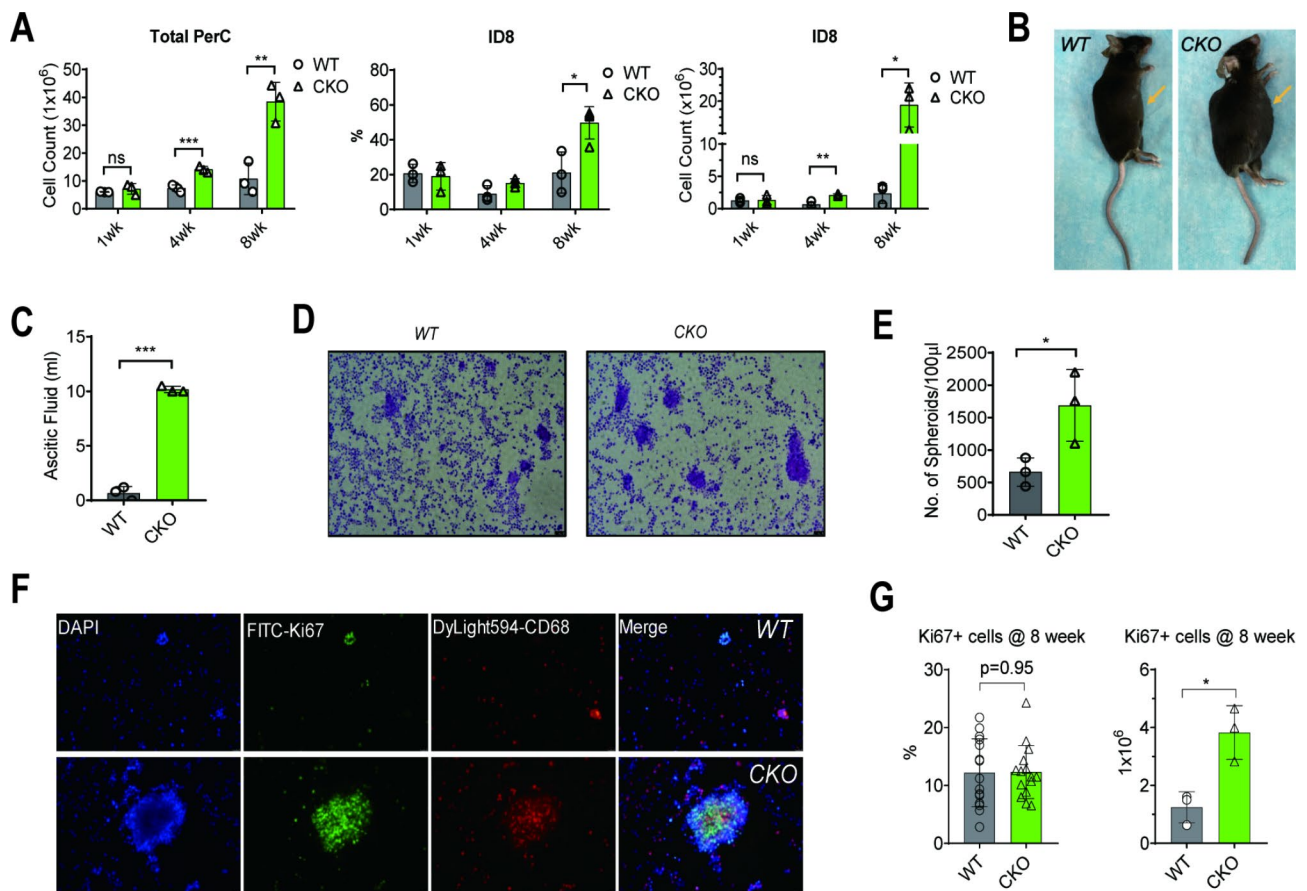 A
Total PerC
Cell Count (1x10⁶)
50
40
30
20
10
0
ns
***
**
WT
CKO
1wk
4wk
8wk
ID8
%
80
60
40
20
0
*
WT
CKO
1wk
4wk
8wk
ID8
Cell Count (x10⁶)
30
20
10
5
2
1
0
ns
**
*
WT
CKO
1wk
4wk
8wk
B
WT
CKO
C
Ascitic Fluid (ml)
15
10
5
0
***
WT
CKO
D
WT
CKO
E
No. of Spheroids/100µl
2500
2000
1500
1000
500
0
*
WT
CKO
F
DAPI
FITC-Ki67
DyLight594-CD68
Merge
WT
CKO
G
Ki67+ cells @ 8 week
%
30
20
10
0
p=0.95
WT
CKO
Ki67+ cells @ 8 week
1x10⁶
6
4
2
0
*
WT
CKO